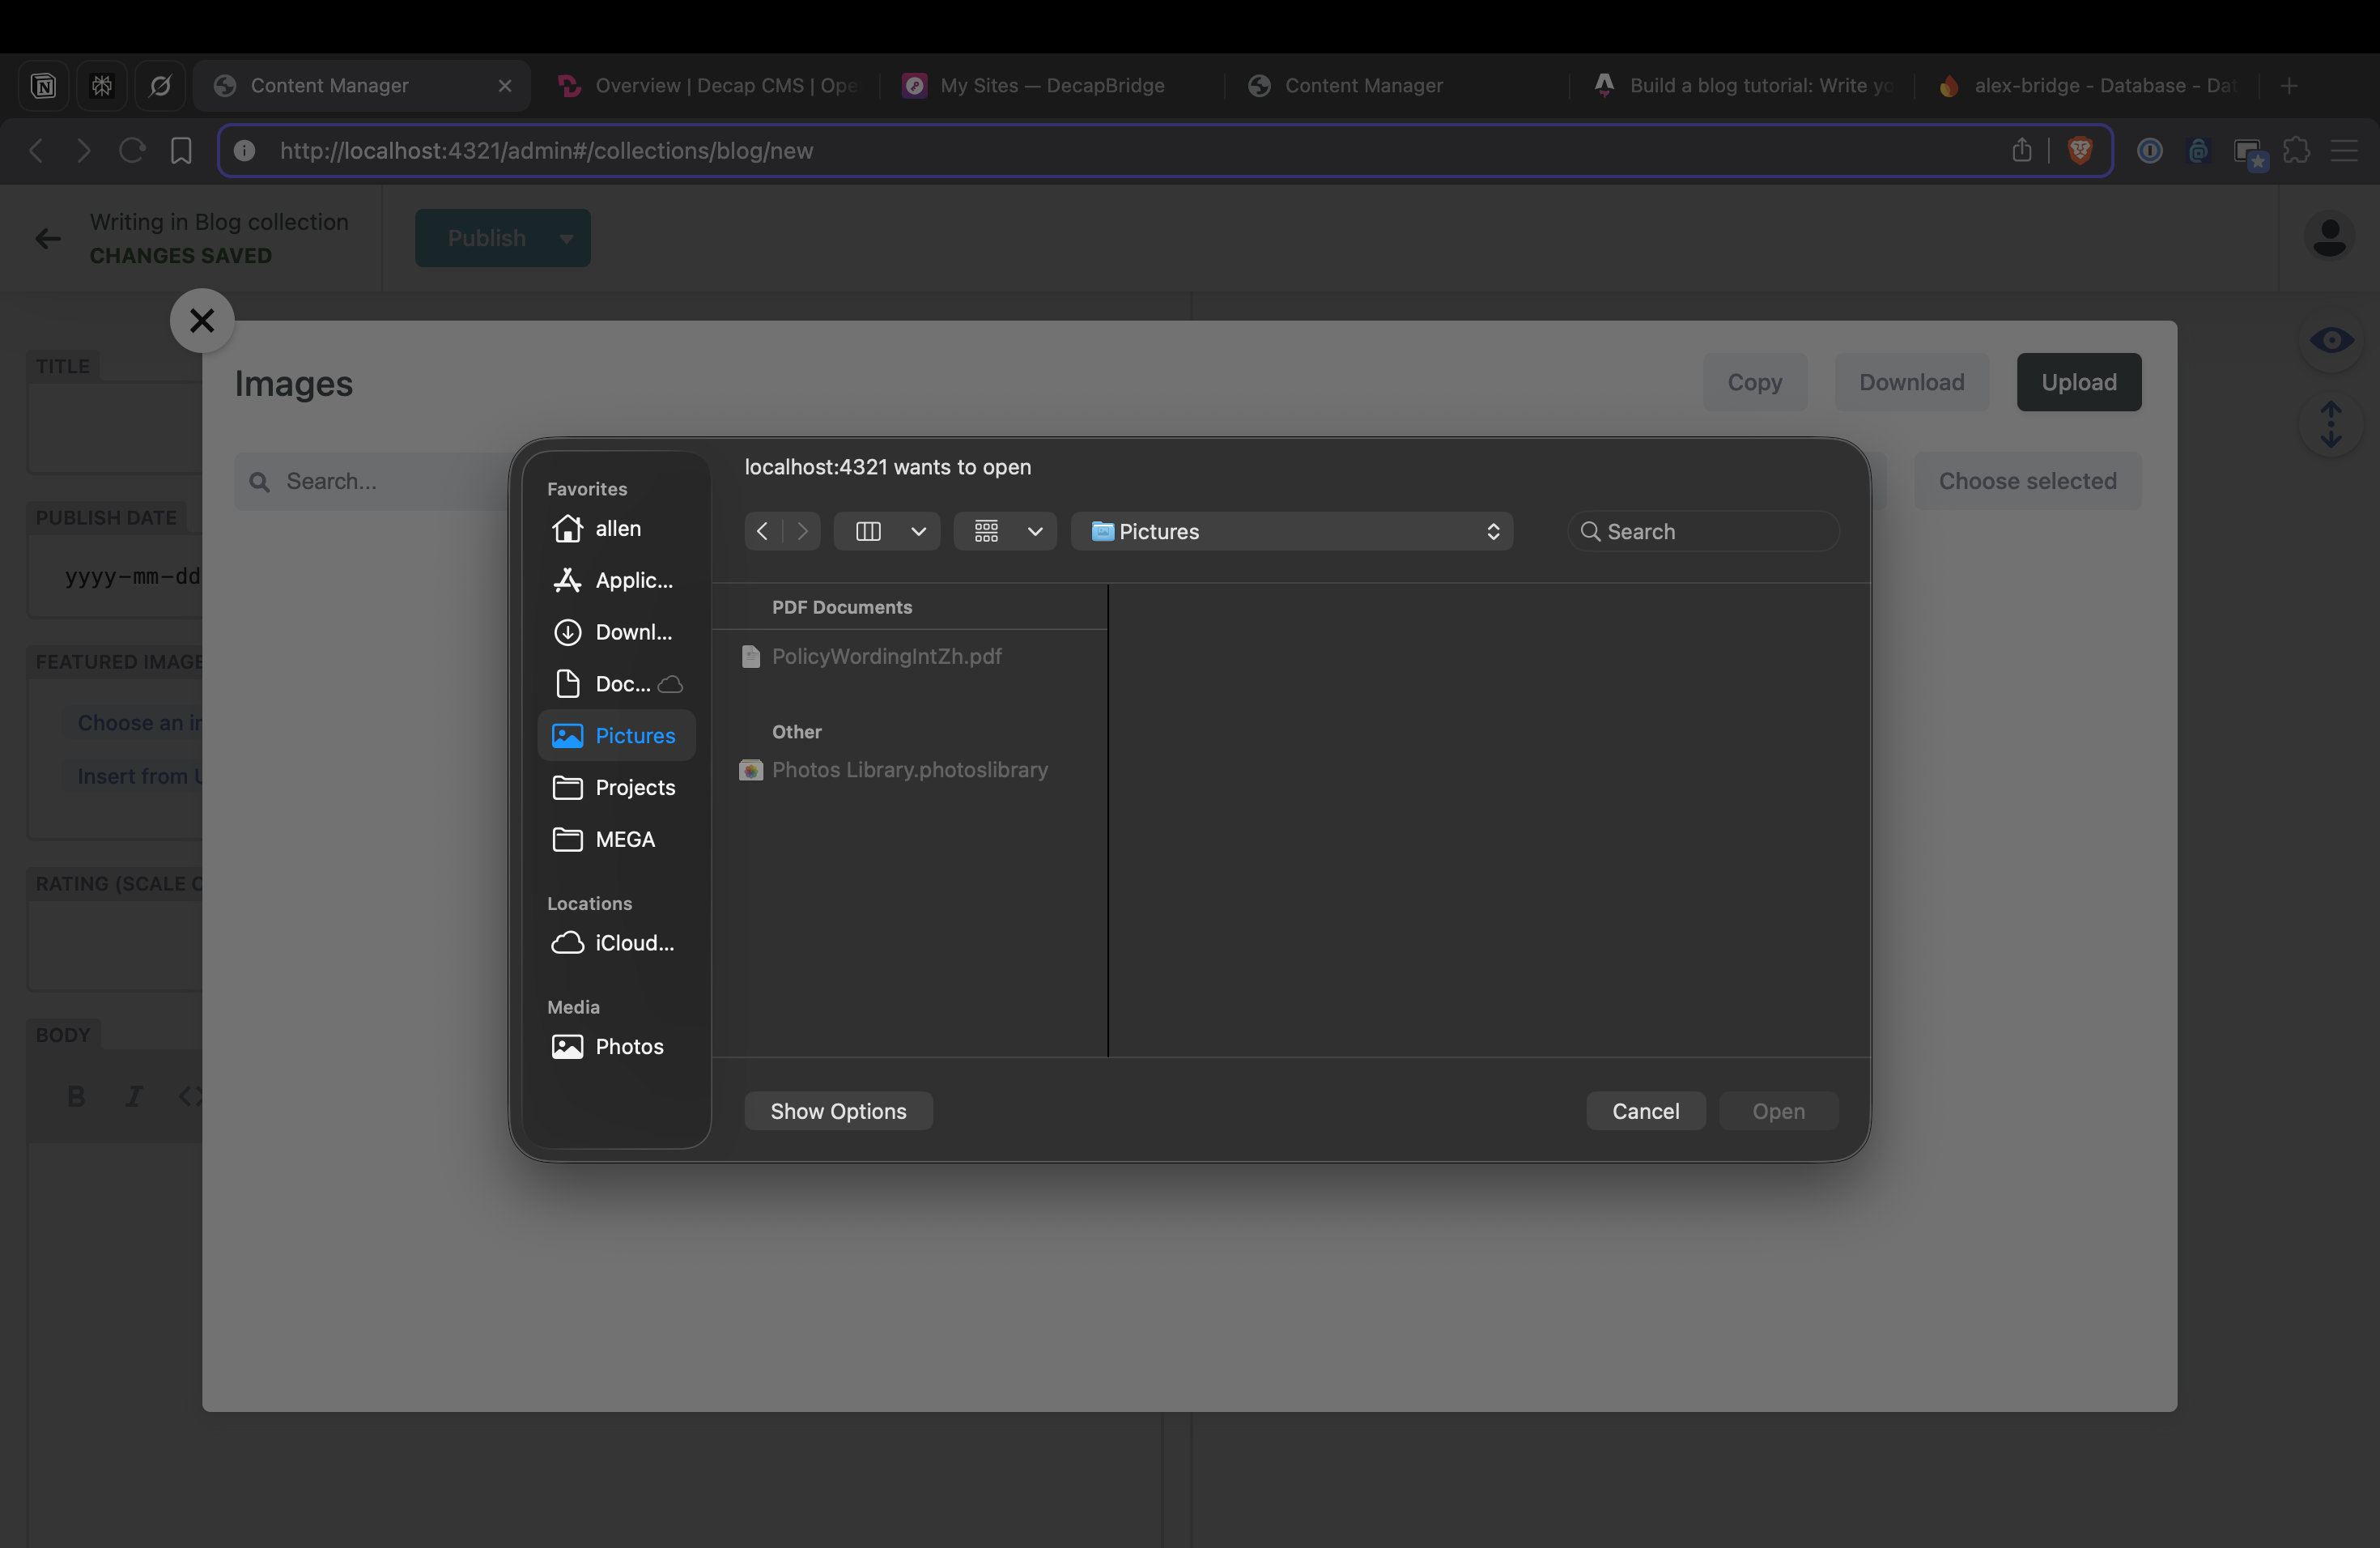 Content Manager
Overview | Decap CMS | Ope
My Sites — DecapBridge
Content Manager
Build a blog tutorial: Write yo
alex-bridge - Database - Dat
http://localhost:4321/admin#/collections/blog/new
Writing in Blog collection
CHANGES SAVED
Publish
TITLE
Images
Copy
Download
Upload
Search...
Choose selected
PUBLISH DATE
yyyy-mm-dd
FEATURED IMAGE
Choose an i
Insert from U
RATING (SCALE O
BODY
B
I
<>
localhost:4321 wants to open
Favorites
allen
Applic...
Downl...
Doc...
Pictures
Projects
MEGA
Locations
iCloud...
Media
Photos
Pictures
Search
PDF Documents
PolicyWordingIntZh.pdf
Other
Photos Library.photoslibrary
Show Options
Cancel
Open